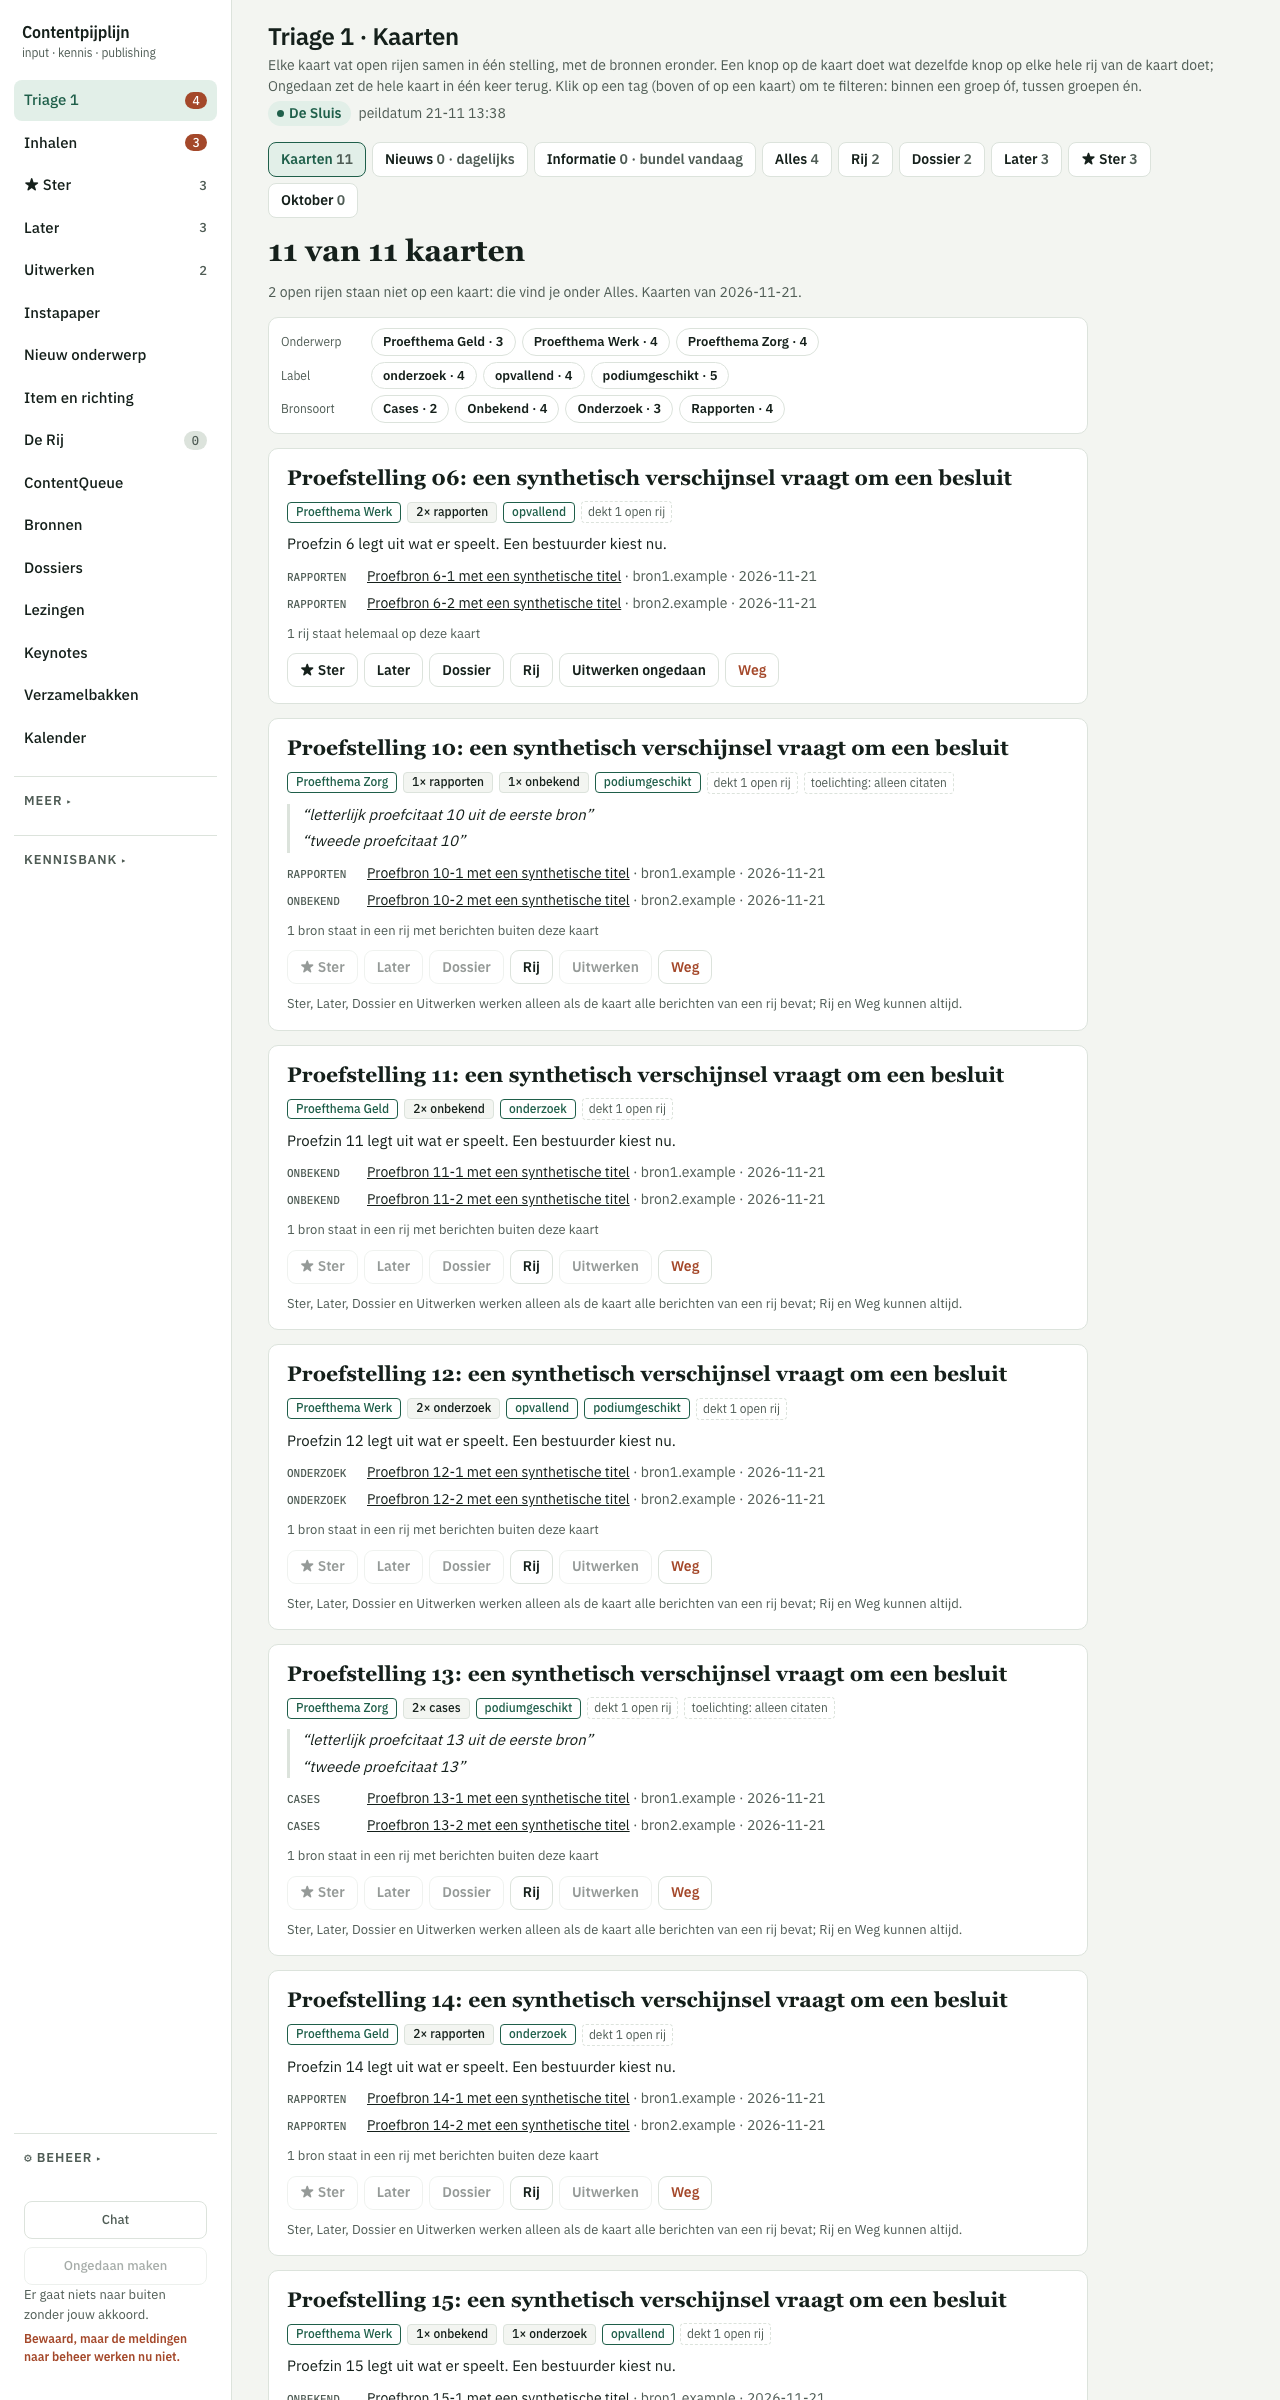 Contentpijplijn
input · kennis · publishing
Triage 1 4
Inhalen 3
★ Ster 3
Later 3
Uitwerken 2
Instapaper
Nieuw onderwerp
Item en richting
De Rij 0
ContentQueue
Bronnen
Dossiers
Lezingen
Keynotes
Verzamelbakken
Kalender
MEER ▸
KENNISBANK ▸
⚙ BEHEER ▸
Chat
Ongedaan maken
Er gaat niets naar buiten
zonder jouw akkoord.
Bewaard, maar de meldingen
naar beheer werken nu niet.
Triage 1 · Kaarten
Elke kaart vat open rijen samen in één stelling, met de bronnen eronder. Een knop op de kaart doet wat dezelfde knop op elke hele rij van de kaart doet;
Ongedaan zet de hele kaart in één keer terug. Klik op een tag (boven of op een kaart) om te filteren: binnen een groep óf, tussen groepen én.
● De Sluis peildatum 21-11 13:38
Kaarten 11 Nieuws 0 · dagelijks Informatie 0 · bundel vandaag Alles 4 Rij 2 Dossier 2 Later 3 ★ Ster 3
Oktober 0
11 van 11 kaarten
2 open rijen staan niet op een kaart: die vind je onder Alles. Kaarten van 2026-11-21.
Onderwerp Proefthema Geld · 3 Proefthema Werk · 4 Proefthema Zorg · 4
Label onderzoek · 4 opvallend · 4 podiumgeschikt · 5
Bronsoort Cases · 2 Onbekend · 4 Onderzoek · 3 Rapporten · 4
Proefstelling 06: een synthetisch verschijnsel vraagt om een besluit
Proefthema Werk 2× rapporten opvallend dekt 1 open rij
Proefzin 6 legt uit wat er speelt. Een bestuurder kiest nu.
RAPPORTEN Proefbron 6-1 met een synthetische titel · bron1.example · 2026-11-21
RAPPORTEN Proefbron 6-2 met een synthetische titel · bron2.example · 2026-11-21
1 rij staat helemaal op deze kaart
★ Ster Later Dossier Rij Uitwerken ongedaan Weg
Proefstelling 10: een synthetisch verschijnsel vraagt om een besluit
Proefthema Zorg 1× rapporten 1× onbekend podiumgeschikt dekt 1 open rij toelichting: alleen citaten
“letterlijk proefcitaat 10 uit de eerste bron”
“tweede proefcitaat 10”
RAPPORTEN Proefbron 10-1 met een synthetische titel · bron1.example · 2026-11-21
ONBEKEND Proefbron 10-2 met een synthetische titel · bron2.example · 2026-11-21
1 bron staat in een rij met berichten buiten deze kaart
★ Ster Later Dossier Rij Uitwerken Weg
Ster, Later, Dossier en Uitwerken werken alleen als de kaart alle berichten van een rij bevat; Rij en Weg kunnen altijd.
Proefstelling 11: een synthetisch verschijnsel vraagt om een besluit
Proefthema Geld 2× onbekend onderzoek dekt 1 open rij
Proefzin 11 legt uit wat er speelt. Een bestuurder kiest nu.
ONBEKEND Proefbron 11-1 met een synthetische titel · bron1.example · 2026-11-21
ONBEKEND Proefbron 11-2 met een synthetische titel · bron2.example · 2026-11-21
1 bron staat in een rij met berichten buiten deze kaart
★ Ster Later Dossier Rij Uitwerken Weg
Ster, Later, Dossier en Uitwerken werken alleen als de kaart alle berichten van een rij bevat; Rij en Weg kunnen altijd.
Proefstelling 12: een synthetisch verschijnsel vraagt om een besluit
Proefthema Werk 2× onderzoek opvallend podiumgeschikt dekt 1 open rij
Proefzin 12 legt uit wat er speelt. Een bestuurder kiest nu.
ONDERZOEK Proefbron 12-1 met een synthetische titel · bron1.example · 2026-11-21
ONDERZOEK Proefbron 12-2 met een synthetische titel · bron2.example · 2026-11-21
1 bron staat in een rij met berichten buiten deze kaart
★ Ster Later Dossier Rij Uitwerken Weg
Ster, Later, Dossier en Uitwerken werken alleen als de kaart alle berichten van een rij bevat; Rij en Weg kunnen altijd.
Proefstelling 13: een synthetisch verschijnsel vraagt om een besluit
Proefthema Zorg 2× cases podiumgeschikt dekt 1 open rij toelichting: alleen citaten
“letterlijk proefcitaat 13 uit de eerste bron”
“tweede proefcitaat 13”
CASES Proefbron 13-1 met een synthetische titel · bron1.example · 2026-11-21
CASES Proefbron 13-2 met een synthetische titel · bron2.example · 2026-11-21
1 bron staat in een rij met berichten buiten deze kaart
★ Ster Later Dossier Rij Uitwerken Weg
Ster, Later, Dossier en Uitwerken werken alleen als de kaart alle berichten van een rij bevat; Rij en Weg kunnen altijd.
Proefstelling 14: een synthetisch verschijnsel vraagt om een besluit
Proefthema Geld 2× rapporten onderzoek dekt 1 open rij
Proefzin 14 legt uit wat er speelt. Een bestuurder kiest nu.
RAPPORTEN Proefbron 14-1 met een synthetische titel · bron1.example · 2026-11-21
RAPPORTEN Proefbron 14-2 met een synthetische titel · bron2.example · 2026-11-21
1 bron staat in een rij met berichten buiten deze kaart
★ Ster Later Dossier Rij Uitwerken Weg
Ster, Later, Dossier en Uitwerken werken alleen als de kaart alle berichten van een rij bevat; Rij en Weg kunnen altijd.
Proefstelling 15: een synthetisch verschijnsel vraagt om een besluit
Proefthema Werk 1× onbekend 1× onderzoek opvallend dekt 1 open rij
Proefzin 15 legt uit wat er speelt. Een bestuurder kiest nu.
ONBEKEND Proefbron 15-1 met een synthetische titel · bron1.example · 2026-11-21